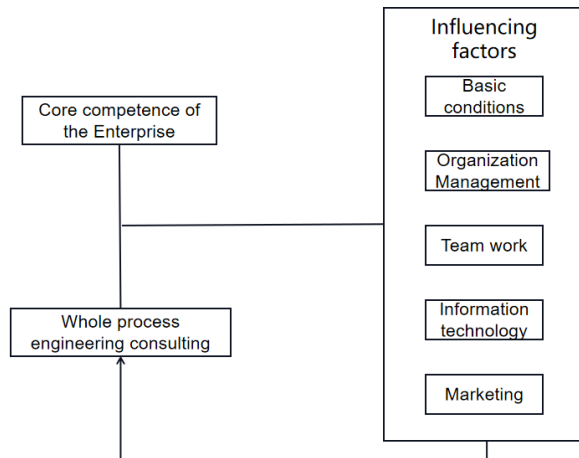 Influencing
factors
Basic
conditions
Core competence of
the Enterprise
Organization
Management
Team work
Whole process
engineering consulting
Information
technology
Marketing